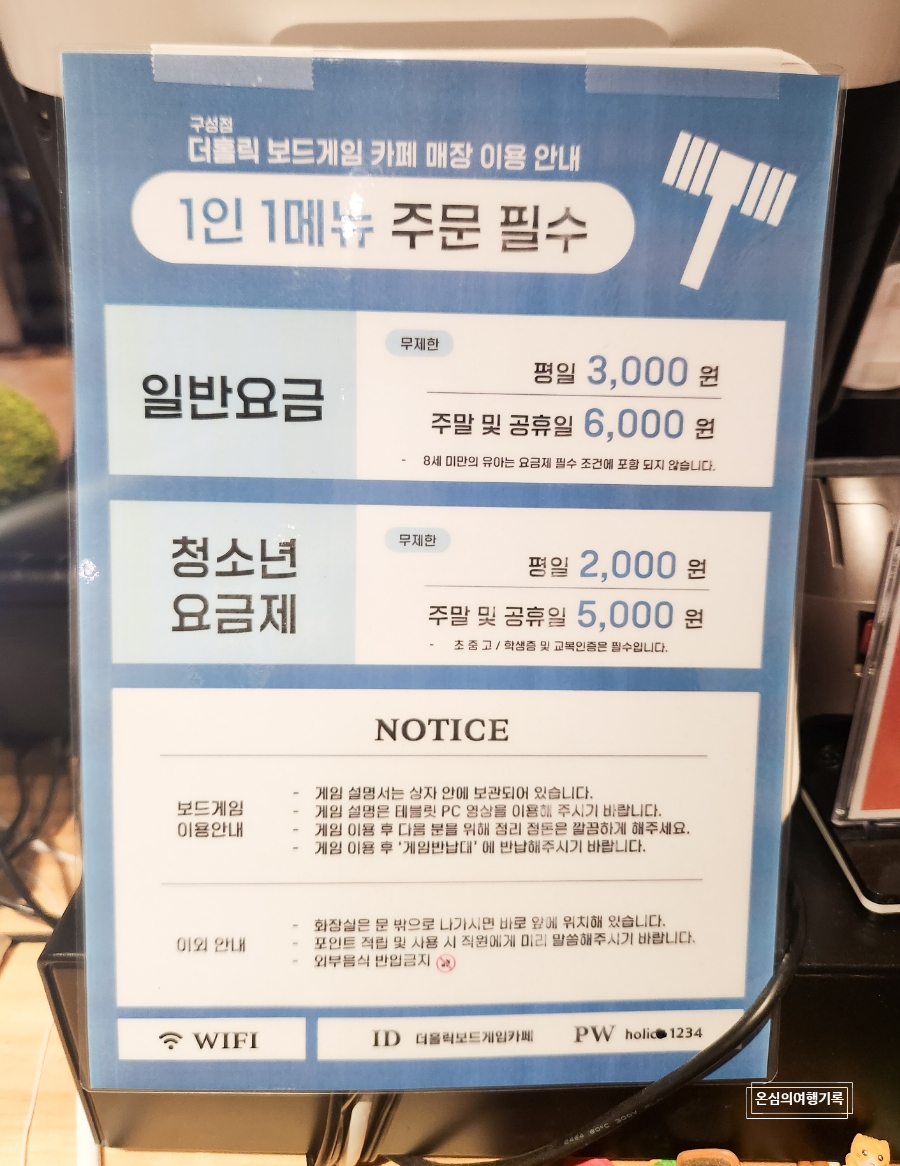 구성점
더홀릭 보드게임 카페 매장 이용 안내
1인 1메뉴 주문 필수
일반요금
무제한
평일 3,000 원
주말 및 공휴일 6,000 원
- 8세 미만의 유아는 요금제 필수 조건에 포함 되지 않습니다.
청소년
요금제
무제한
평일 2,000 원
주말 및 공휴일 5,000 원
- 초 중 고 / 학생증 및 교복인증은 필수입니다.
NOTICE
보드게임
이용안내
- 게임 설명서는 상자 안에 보관되어 있습니다.
- 게임 설명은 테블릿 PC 영상을 이용해 주시기 바랍니다.
- 게임 이용 후 다음 분을 위해 정리 정돈은 깔끔하게 해주세요.
- 게임 이용 후 '게임반납대' 에 반납해주시기 바랍니다.
이외 안내
- 화장실은 문 밖으로 나가시면 바로 앞에 위치해 있습니다.
- 포인트 적립 및 사용 시 직원에게 미리 말씀해주시기 바랍니다.
- 외부음식 반입금지
WIFI
ID 더홀릭보드게임카페 PW holic 1234
온심의여행기록